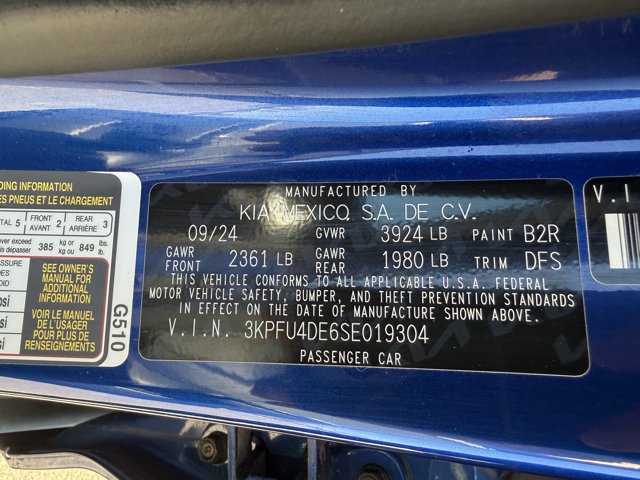 DING INFORMATION
ES PNEUS ET LE CHARGEMENT
TAL 5 FRONT AVANT 2 REAR ARRIÈRE 3
ver exceed
is dépasser 385 kg or kg ou 849 lbs. lb.
SEE OWNER'S
MANUAL FOR
ADDITIONAL
INFORMATION
VOIR LE MANUEL
DE L'USAGER
POUR PLUS DE
RENSEIGNEMENTS
G510
MANUFACTURED BY
KIA MEXICO S.A. DE C.V.
09/24 GVWR 3924 LB PAINT B2R
GAWR FRONT 2361 LB GAWR REAR 1980 LB TRIM DFS
THIS VEHICLE CONFORMS TO ALL APPLICABLE U.S.A. FEDERAL
MOTOR VEHICLE SAFETY, BUMPER, AND THEFT PREVENTION STANDARDS
IN EFFECT ON THE DATE OF MANUFACTURE SHOWN ABOVE.
V.I.N. 3KPFU4DE6SE019304
PASSENGER CAR
V.I